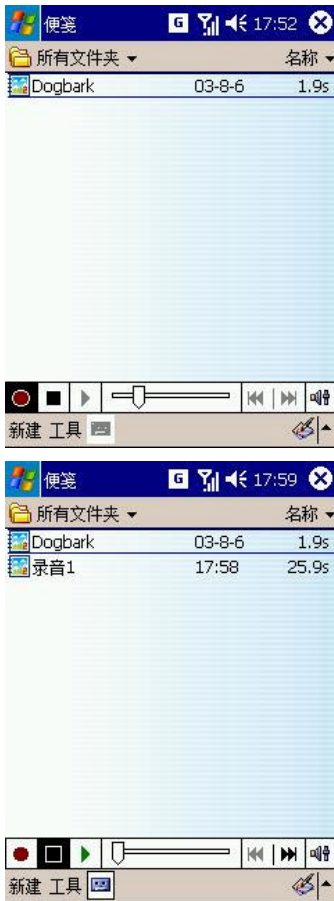 便笺 G 17:52
所有文件夹 名称
Dogbark 03-8-6 1.9s
新建 工具
便笺 G 17:59
所有文件夹 名称
Dogbark 03-8-6 1.9s
录音1 17:58 25.9s
新建 工具